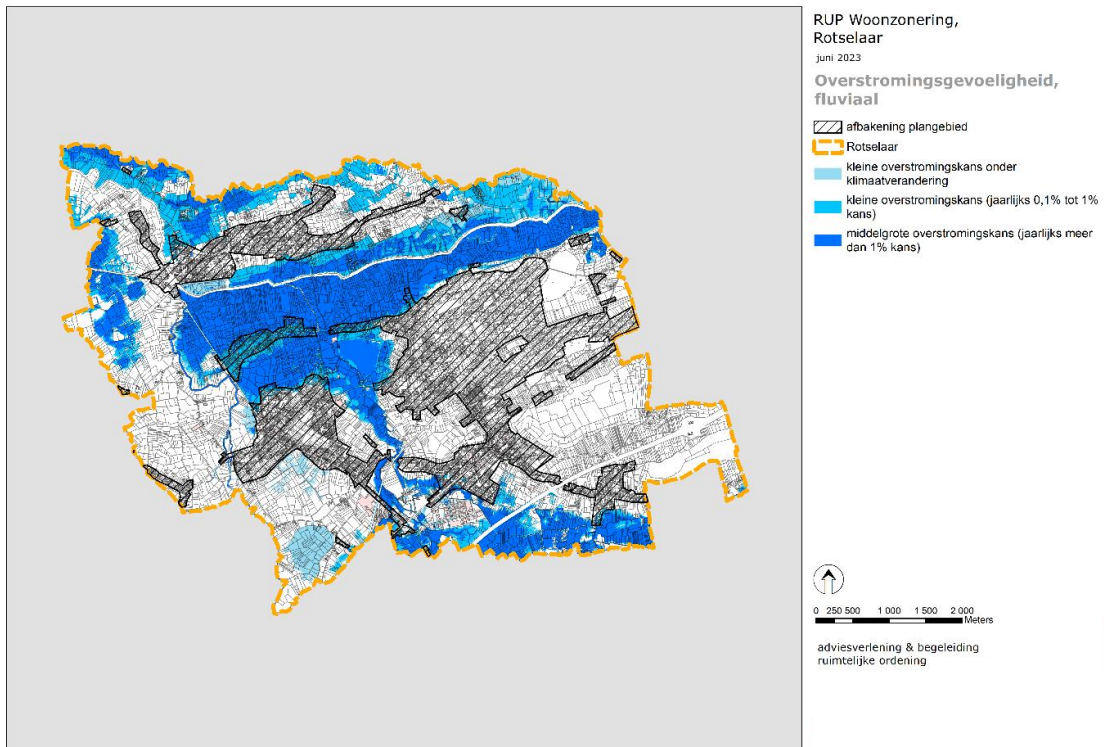 RUP Woonzonering,
Rotselaar
juni 2023
Overstromingsgevoeligheid,
fluviaal
afbakening plangebied
Rotselaar
kleine overstromingskans onder
klimaatverandering
kleine overstromingskans (jaarlijks 0,1% tot 1%
kans)
middelgrote overstromingskans (jaarlijks meer
dan 1% kans)
0 250 500 1 000 1 500 2 000
Meters
adviesverlening & begeleiding
ruimtelijke ordening